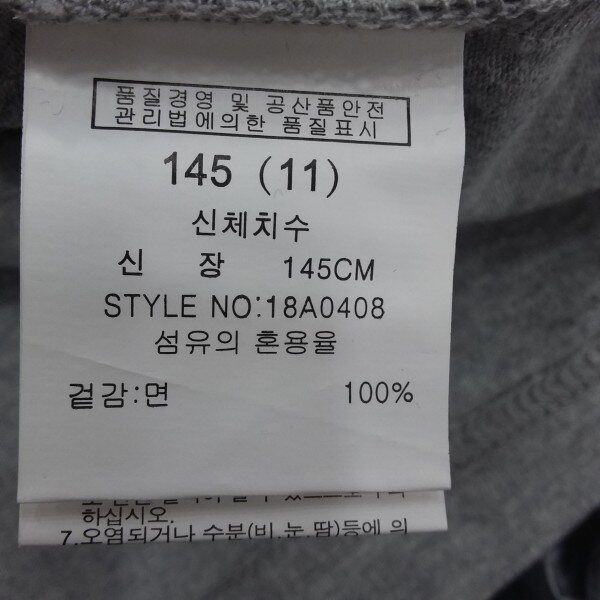 품질경영 및 공산품안전
관리법에의한 품질표시
145 (11)
신체치수
신 장 145CM
STYLE NO:18A0408
섬유의 혼용율
겉감:면 100%
하십시오.
7.오염되거나 수분(비,눈,땀)등에 의